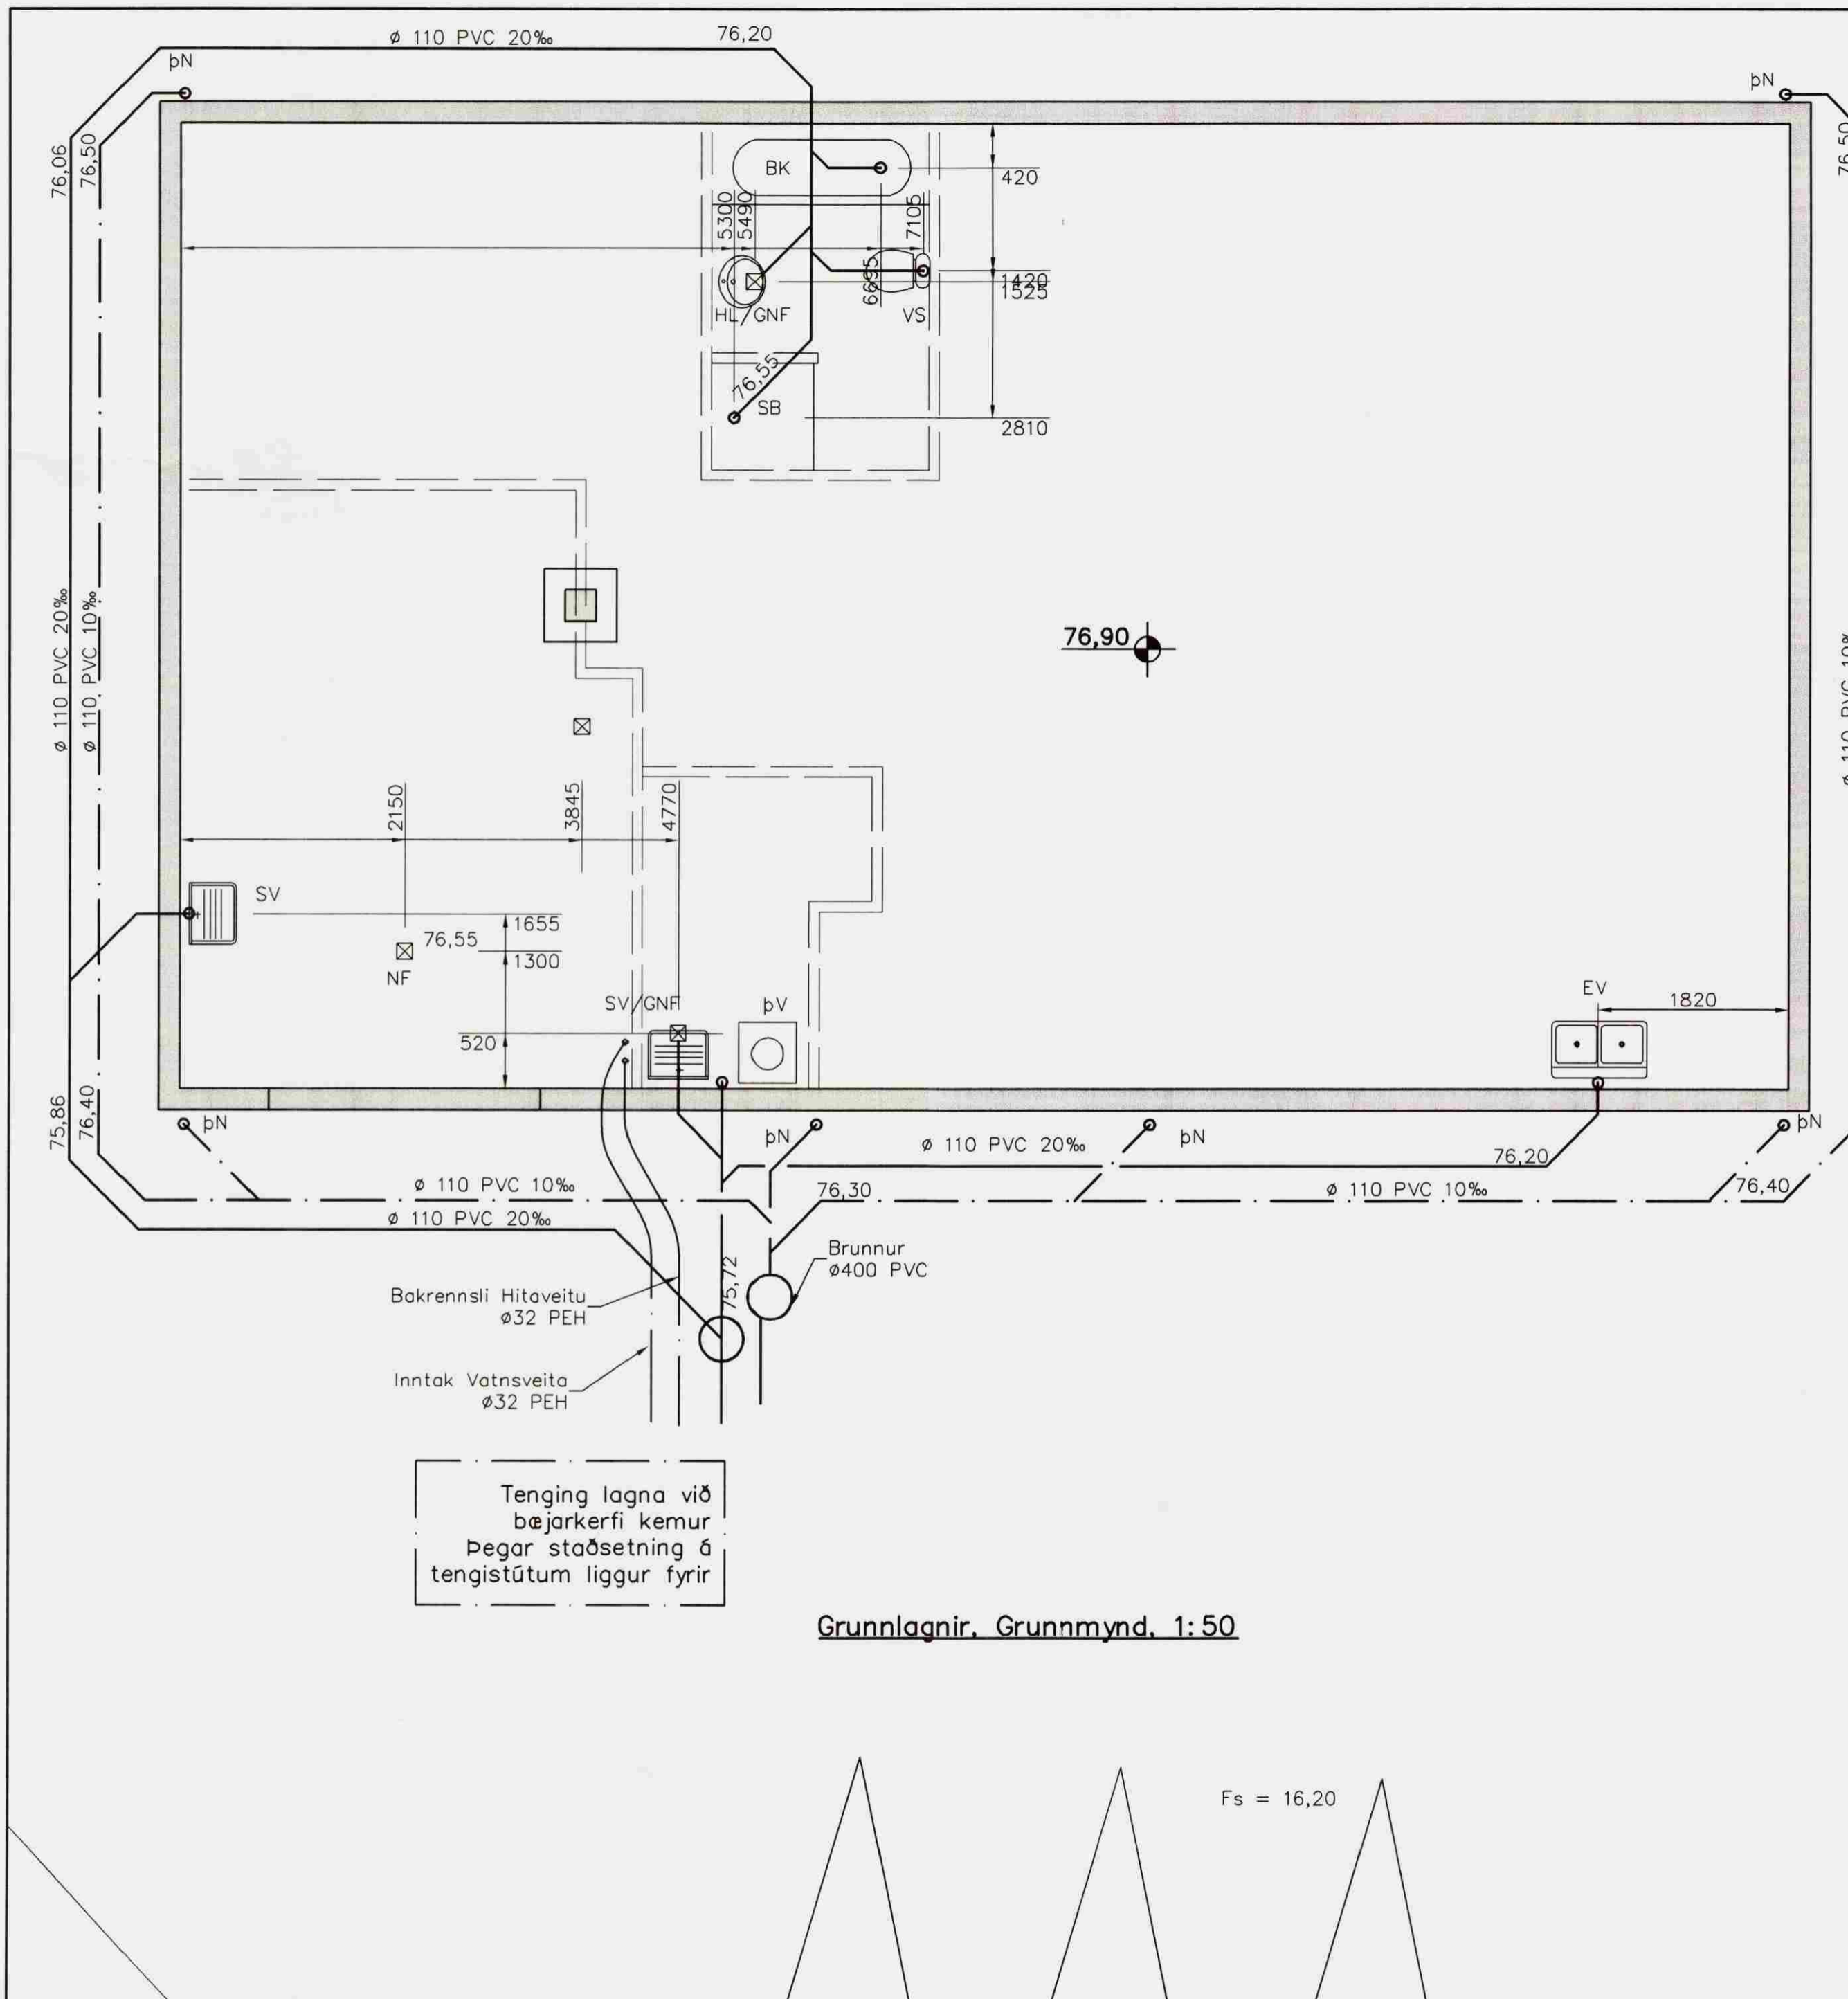 ø 110 PVC 20‰
76,20
þN
þN
76,06
76,50
76,50
BK
420
5300
5490
7105
6695
1420
1525
HL/GNF
VS
76,55
SB
2810
ø 110 PVC 20‰
ø 110 PVC 10‰
76,90
ø 110 PVC 10‰
2150
3845
4770
SV
1655
76,55
1300
NF
SV/GNF
þV
520
EV
1820
75,86
76,40
þN
þN
þN
þN
ø 110 PVC 20‰
76,20
ø 110 PVC 10‰
76,30
ø 110 PVC 10‰
76,40
ø 110 PVC 20‰
75,72
Brunnur
ø400 PVC
Bakrennsli Hitaveitu
ø32 PEH
Inntak Vatnsveita
ø32 PEH
Tenging lagna við
bæjarkerfi kemur
Þegar staðsetning á
tengistútum liggur fyrir
Grunnlagnir. Grunnmynd. 1:50
Fs = 16,20